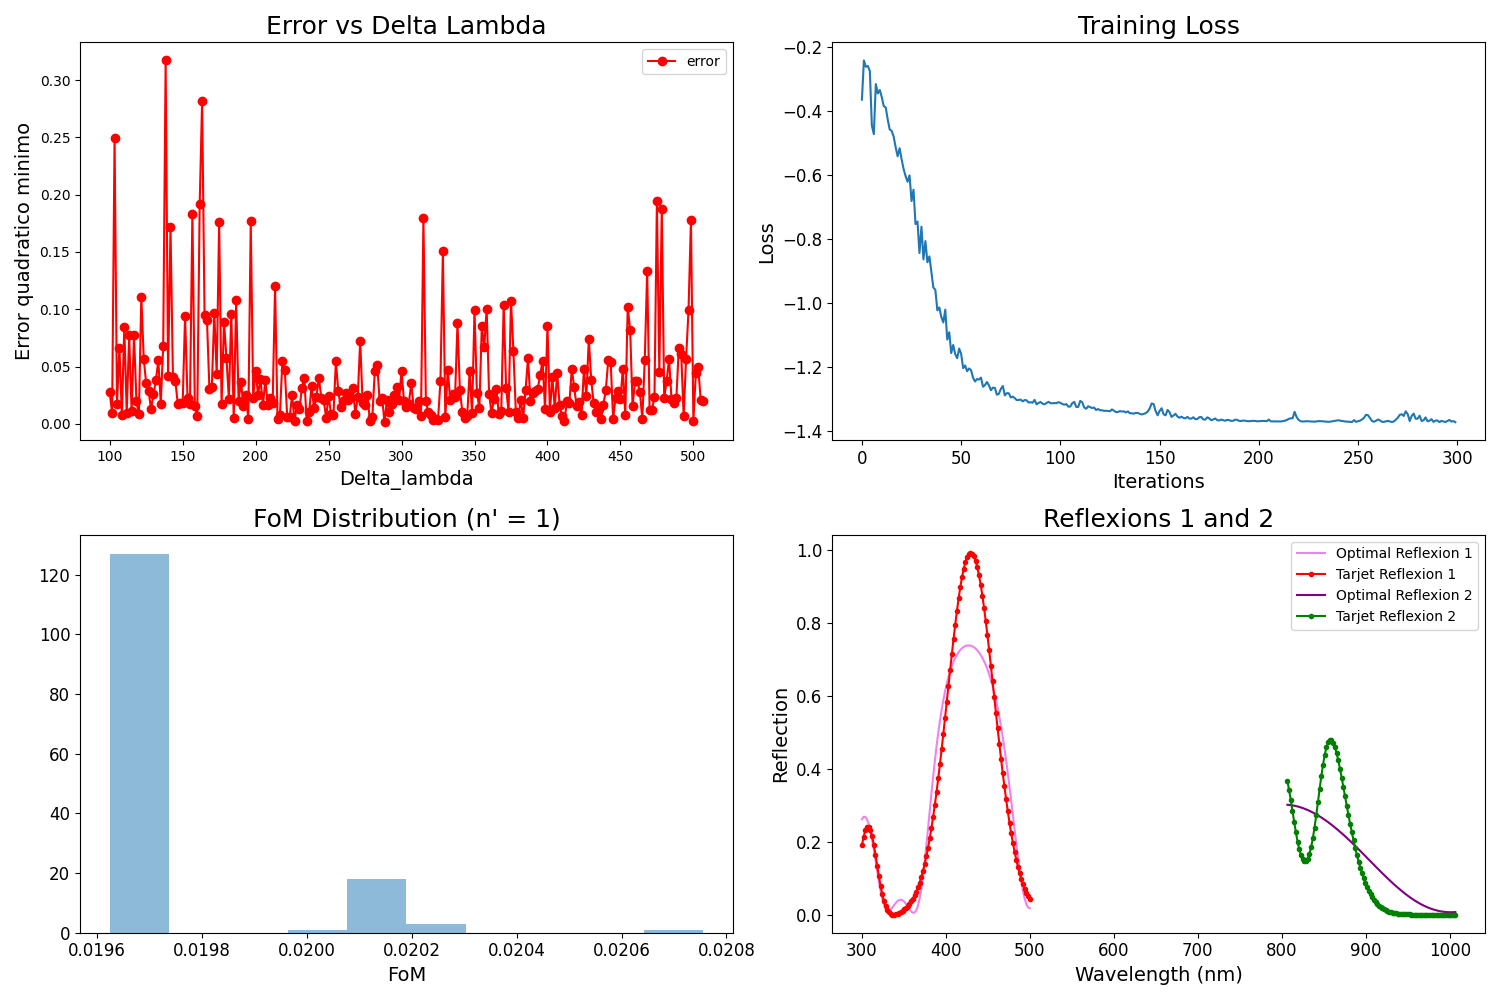 Error vs Delta Lambda
error
Error quadratico minimo
0.30
0.25
0.20
0.15
0.10
0.05
0.00
100 150 200 250 300 350 400 450 500
Delta_lambda
Training Loss
Loss
−0.2
−0.4
−0.6
−0.8
−1.0
−1.2
−1.4
0 50 100 150 200 250 300
Iterations
FoM Distribution (n' = 1)
120
100
80
60
40
20
0
0.0196 0.0198 0.0200 0.0202 0.0204 0.0206 0.0208
FoM
Reflexions 1 and 2
Optimal Reflexion 1
Tarjet Reflexion 1
Optimal Reflexion 2
Tarjet Reflexion 2
Reflection
1.0
0.8
0.6
0.4
0.2
0.0
300 400 500 600 700 800 900 1000
Wavelength (nm)